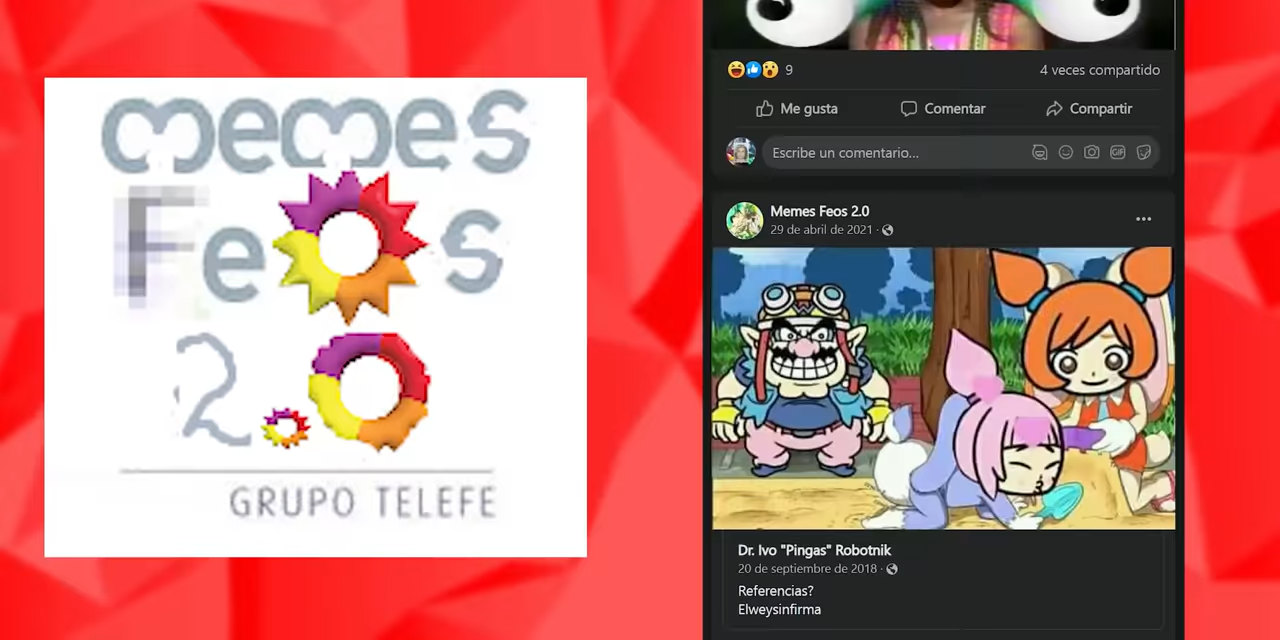 memes
Feos
2.0
GRUPO TELEFE
9
4 veces compartido
Me gusta
Comentar
Compartir
Escribe un comentario...
GIF
Memes Feos 2.0
29 de abril de 2021 ·
Dr. Ivo "Pingas" Robotnik
20 de septiembre de 2018 ·
Referencias?
Elweysinfirma